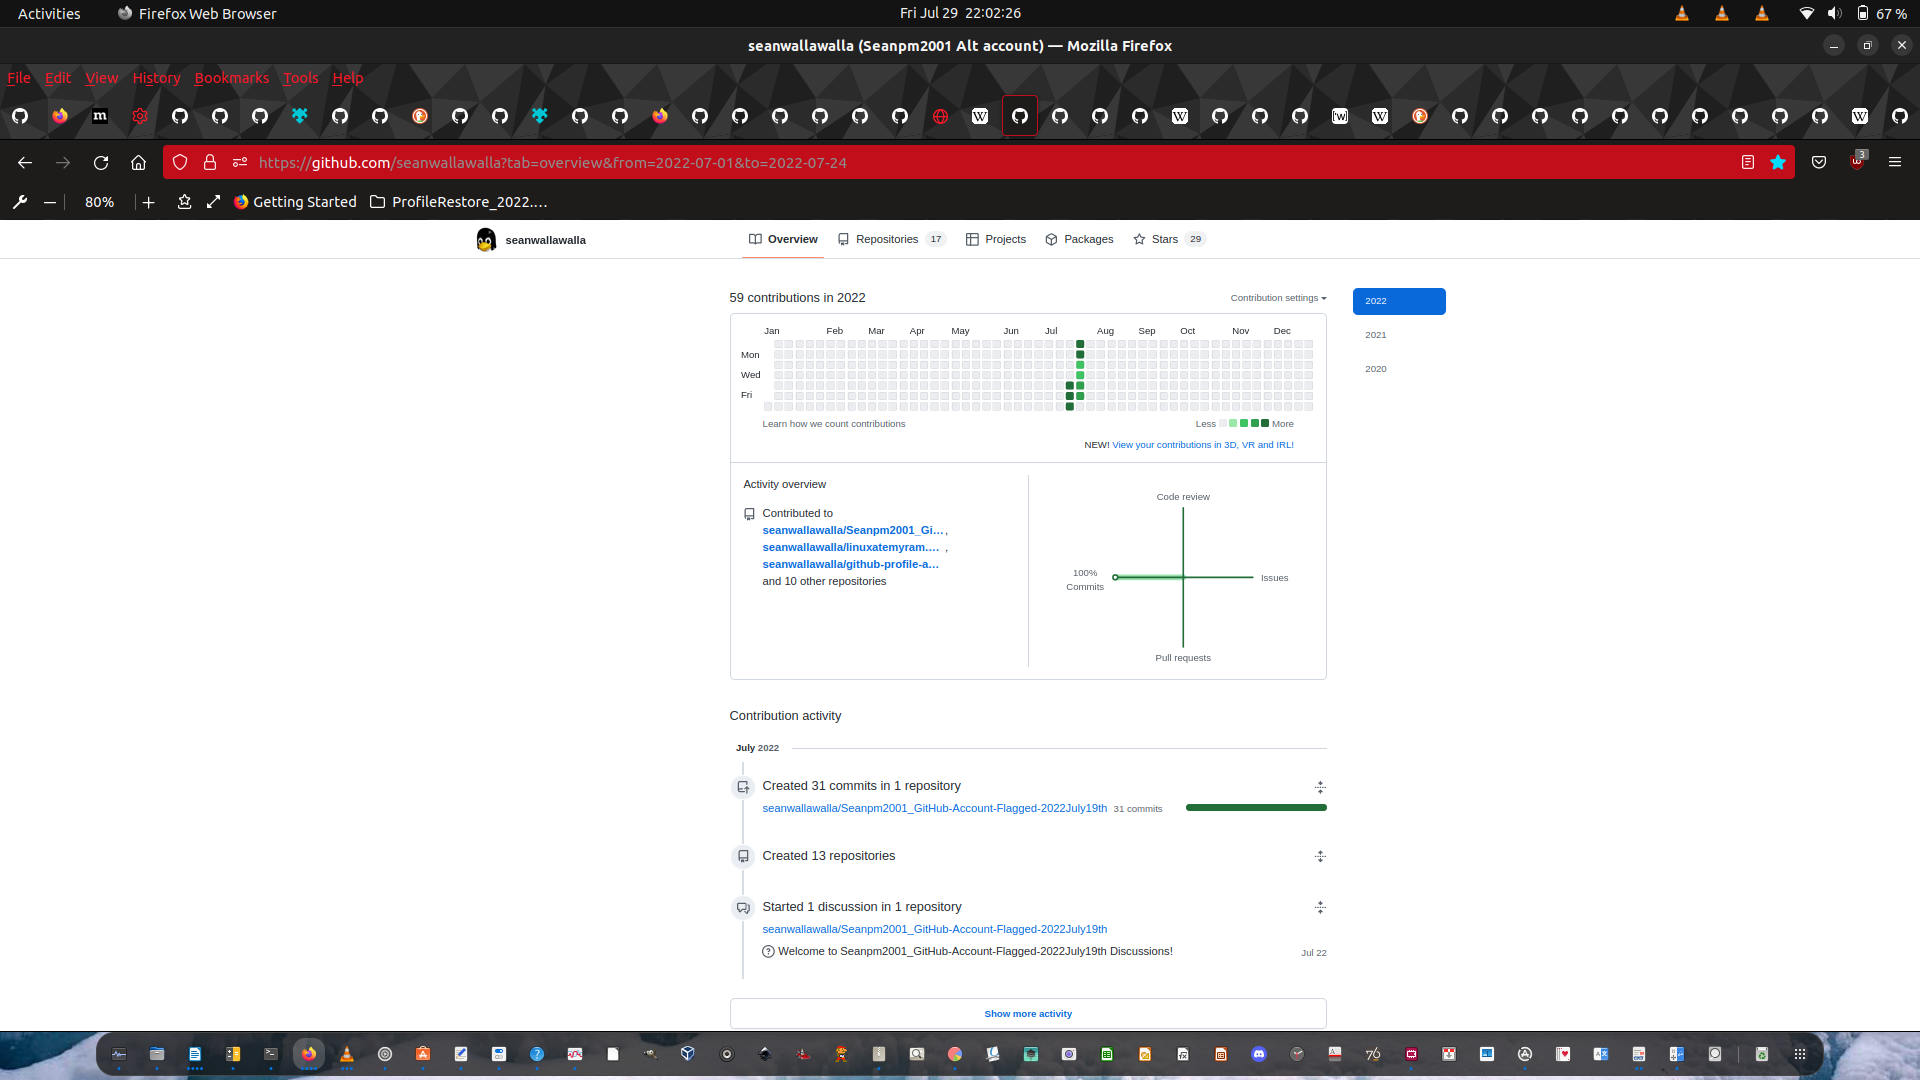 Activities
Firefox Web Browser
Fri Jul 29  22:02:26
67 %
seanwallawalla (Seanpm2001 Alt account) — Mozilla Firefox
File Edit View History Bookmarks Tools Help
https://github.com/seanwallawalla?tab=overview&from=2022-07-01&to=2022-07-24
3
80%
Getting Started
ProfileRestore_2022.…
seanwallawalla
Overview
Repositories 17
Projects
Packages
Stars 29
59 contributions in 2022
Contribution settings
2022
2021
2020
Jan Feb Mar Apr May Jun Jul Aug Sep Oct Nov Dec
Mon
Wed
Fri
Learn how we count contributions
Less
More
NEW! View your contributions in 3D, VR and IRL!
Activity overview
Contributed to
seanwallawalla/Seanpm2001_Gi… ,
seanwallawalla/linuxatemyram.… ,
seanwallawalla/github-profile-a…
and 10 other repositories
Code review
100%
Commits
Issues
Pull requests
Contribution activity
July 2022
Created 31 commits in 1 repository
seanwallawalla/Seanpm2001_GitHub-Account-Flagged-2022July19th 31 commits
Created 13 repositories
Started 1 discussion in 1 repository
seanwallawalla/Seanpm2001_GitHub-Account-Flagged-2022July19th
Welcome to Seanpm2001_GitHub-Account-Flagged-2022July19th Discussions!
Jul 22
Show more activity